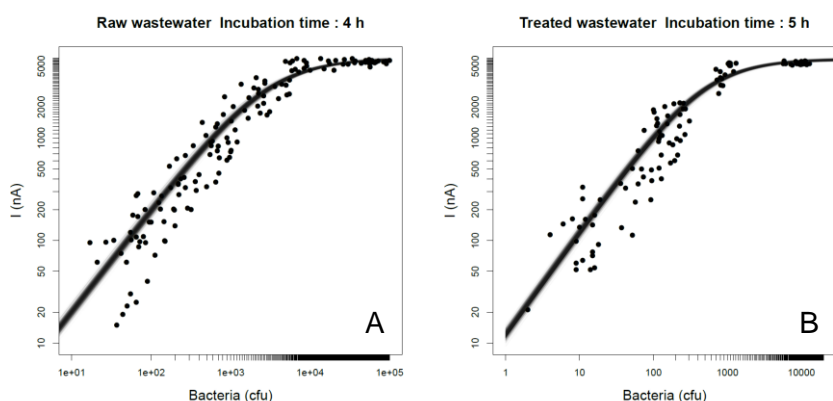 Raw wastewater Incubation time : 4 h
I (nA)
5000
2000
1000
500
200
100
50
20
10
A
1e+01 1e+02 1e+03 1e+04 1e+05
Bacteria (cfu)
Treated wastewater Incubation time : 5 h
I (nA)
5000
2000
1000
500
200
100
50
20
10
B
1 10 100 1000 10000
Bacteria (cfu)